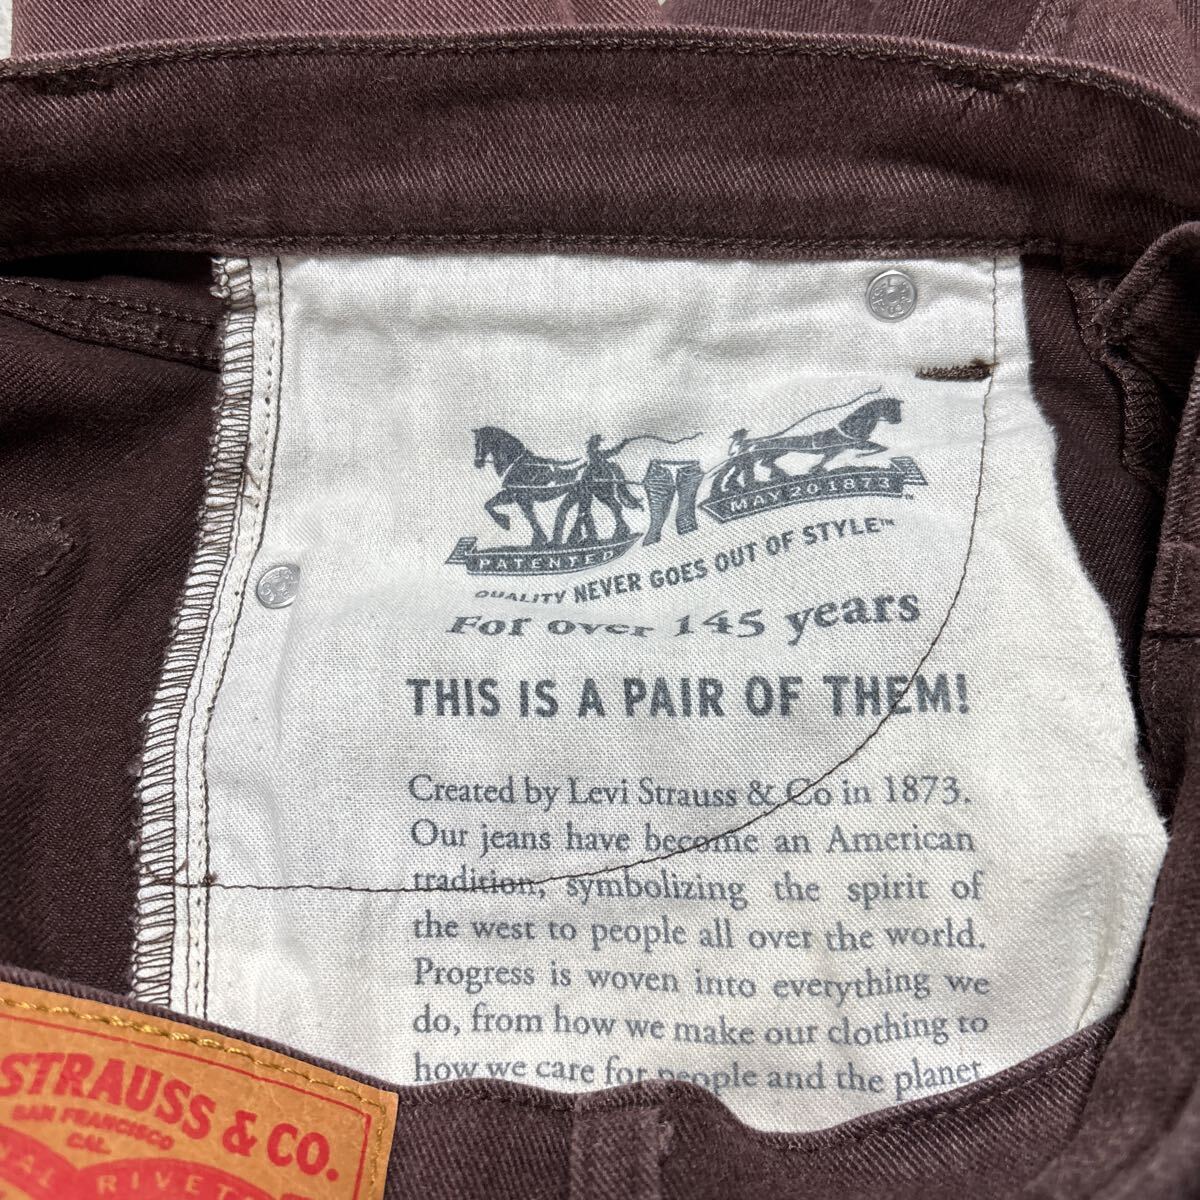 PATENTED
MAY 20 1873™
QUALITY NEVER GOES OUT OF STYLE™
For over 145 years
THIS IS A PAIR OF THEM!
Created by Levi Strauss & Co in 1873.
Our jeans have become an American
tradition, symbolizing the spirit of
the west to people all over the world.
Progress is woven into everything we
do, from how we make our clothing to
how we care for people and the planet
STRAUSS & CO.
SAN FRANCISCO
CAL